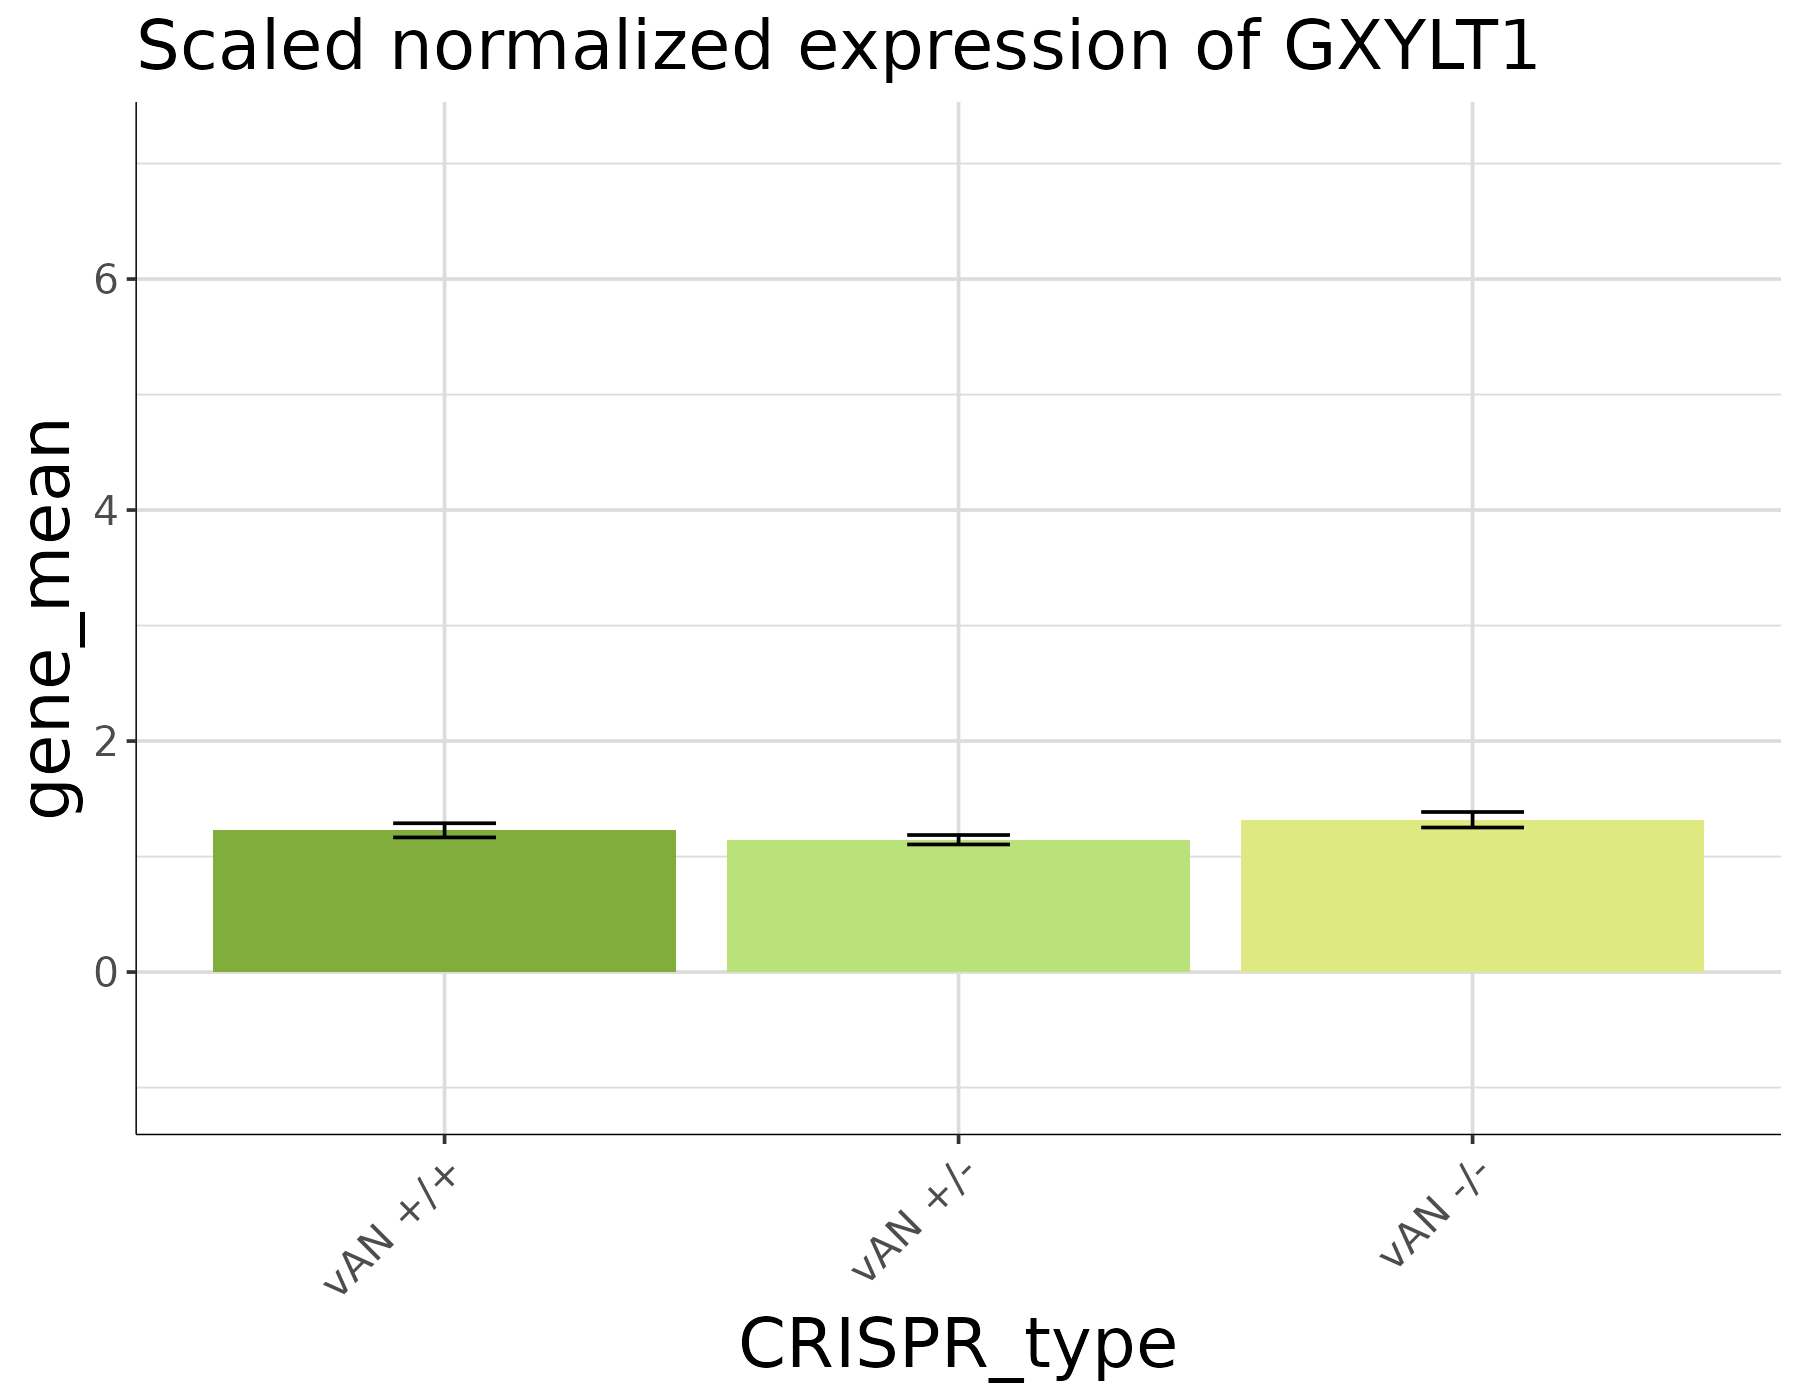 Scaled normalized expression of GXYLT1
gene_mean
6
4
2
0
vAN +/+
vAN +/-
vAN -/-
CRISPR_type